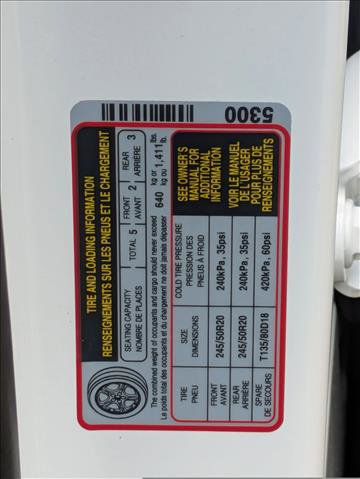 5300
TIRE AND LOADING INFORMATION
RENSEIGNEMENTS SUR LES PNEUS ET LE CHARGEMENT
SEATING CAPACITY TOTAL 5 FRONT 2 REAR 3
NOMBRE DE PLACES AVANT ARRIÈRE
The combined weight of occupants and cargo should never exceed 640 kg or 1,411 lbs.
Le poids total des occupants et du chargement ne doit jamais dépasser kg ou lb.
TIRE SIZE COLD TIRE PRESSURE
PNEU DIMENSIONS PRESSION DES
PNEUS À FROID
FRONT 245/50R20 240kPa, 35psi
AVANT
REAR 245/50R20 240kPa, 35psi
ARRIÈRE
SPARE T135/80D18 420kPa, 60psi
DE SECOURS
SEE OWNER'S
MANUAL FOR
ADDITIONAL
INFORMATION
VOIR LE MANUEL
DE L'USAGER
POUR PLUS DE
RENSEIGNEMENTS